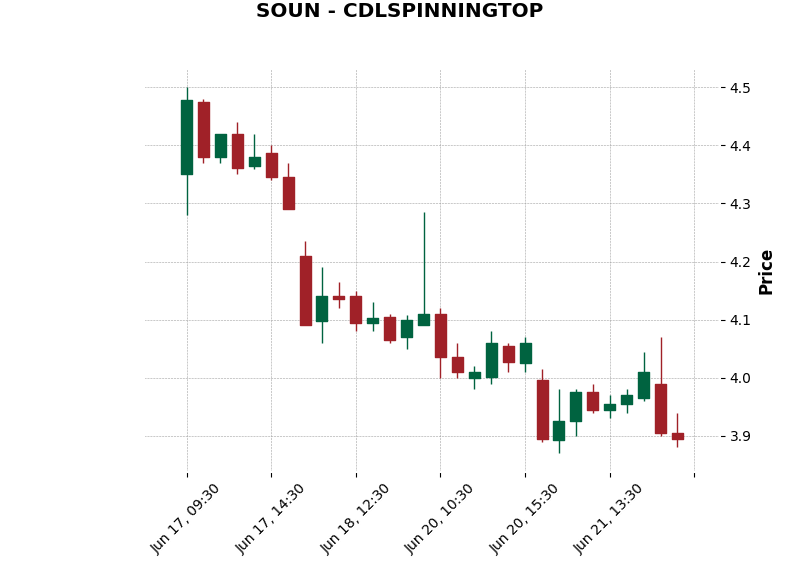 SOUN - CDLSPINNINGTOP
4.5
4.4
4.3
4.2
4.1
4.0
3.9
Price
Jun 17, 09:30
Jun 17, 14:30
Jun 18, 12:30
Jun 20, 10:30
Jun 20, 15:30
Jun 21, 13:30